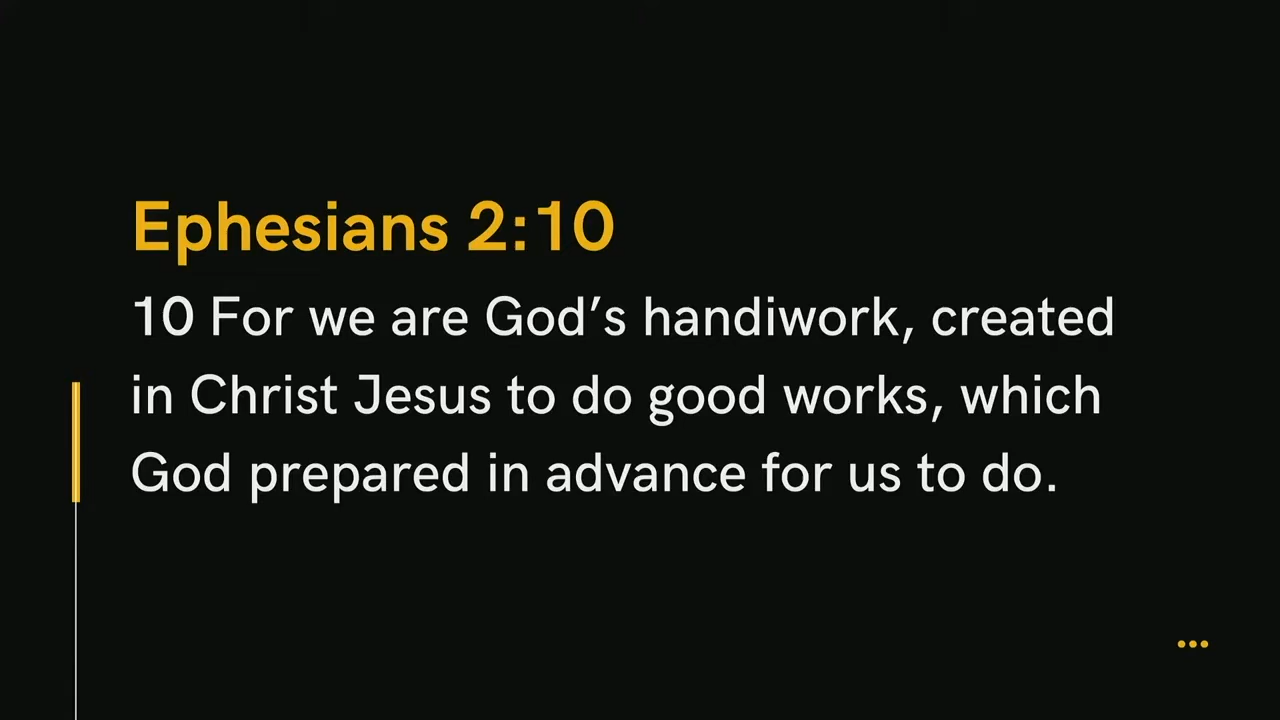 Ephesians 2:10
10 For we are God’s handiwork, created
in Christ Jesus to do good works, which
God prepared in advance for us to do.